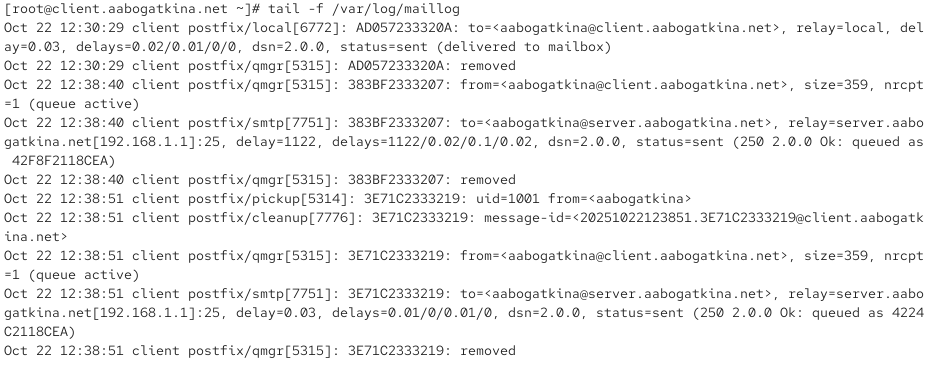 [root@client.aabogatkina.net ~]# tail -f /var/log/maillog
Oct 22 12:30:29 client postfix/local[6772]: AD057233320A: to=<aabogatkina@client.aabogatkina.net>, relay=local, del
ay=0.03, delays=0.02/0.01/0/0, dsn=2.0.0, status=sent (delivered to mailbox)
Oct 22 12:30:29 client postfix/qmgr[5315]: AD057233320A: removed
Oct 22 12:38:40 client postfix/qmgr[5315]: 383BF2333207: from=<aabogatkina@client.aabogatkina.net>, size=359, nrcpt
=1 (queue active)
Oct 22 12:38:40 client postfix/smtp[7751]: 383BF2333207: to=<aabogatkina@server.aabogatkina.net>, relay=server.aabo
gatkina.net[192.168.1.1]:25, delay=1122, delays=1122/0.02/0.1/0.02, dsn=2.0.0, status=sent (250 2.0.0 Ok: queued as
 42F8F2118CEA)
Oct 22 12:38:40 client postfix/qmgr[5315]: 383BF2333207: removed
Oct 22 12:38:51 client postfix/pickup[5314]: 3E71C2333219: uid=1001 from=<aabogatkina>
Oct 22 12:38:51 client postfix/cleanup[7776]: 3E71C2333219: message-id=<20251022123851.3E71C2333219@client.aabogatk
ina.net>
Oct 22 12:38:51 client postfix/qmgr[5315]: 3E71C2333219: from=<aabogatkina@client.aabogatkina.net>, size=359, nrcpt
=1 (queue active)
Oct 22 12:38:51 client postfix/smtp[7751]: 3E71C2333219: to=<aabogatkina@server.aabogatkina.net>, relay=server.aabo
gatkina.net[192.168.1.1]:25, delay=0.03, delays=0.01/0/0.01/0, dsn=2.0.0, status=sent (250 2.0.0 Ok: queued as 4224
C2118CEA)
Oct 22 12:38:51 client postfix/qmgr[5315]: 3E71C2333219: removed